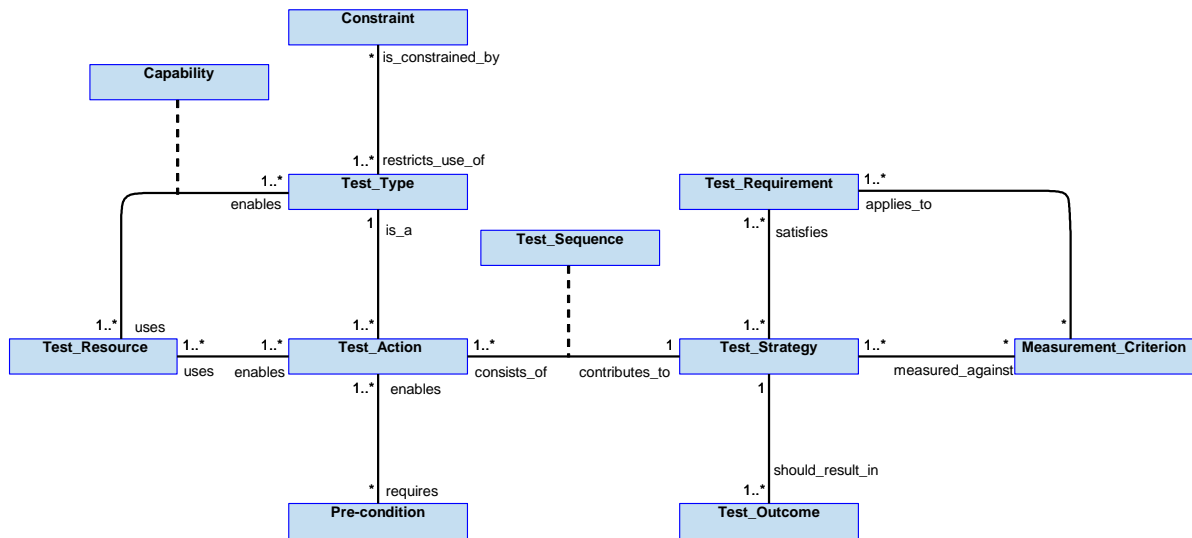 Constraint
* is_constrained_by
Capability
1..* restricts_use_of
1..* Test_Type
enables
Test_Requirement 1..*
applies_to
1 is_a
1..* satisfies
Test_Sequence
1..* uses
1..*
1..*
*
Test_Resource 1..* 1..* Test_Action 1..* 1 Test_Strategy 1..* * Measurement_Criterion
uses enables consists_of contributes_to measured_against
1..* enables
1
should_result_in
* requires
1..*
Pre-condition
Test_Outcome